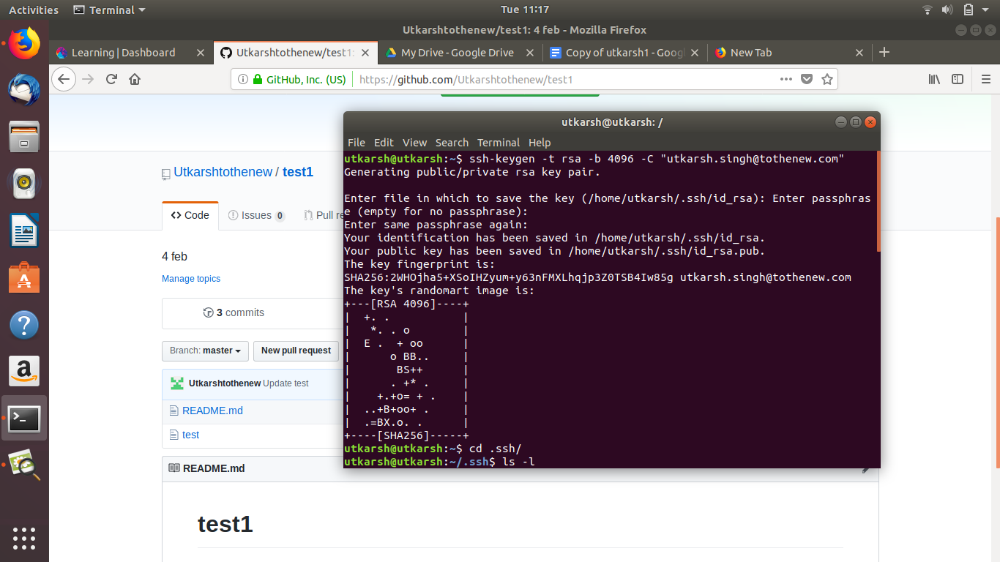 Activities Terminal Tue 11:17
Utkarshtothenew/test1: 4 feb - Mozilla Firefox
Learning | Dashboard Utkarshtothenew/test1: My Drive - Google Drive Copy of utkarsh1 - Goog New Tab
GitHub, Inc. (US) https://github.com/Utkarshtothenew/test1
utkarsh@utkarsh: /
File Edit View Search Terminal Help
utkarsh@utkarsh:~$ ssh-keygen -t rsa -b 4096 -C "utkarsh.singh@tothenew.com"
Generating public/private rsa key pair.
Enter file in which to save the key (/home/utkarsh/.ssh/id_rsa): Enter passphras
e (empty for no passphrase):
Enter same passphrase again:
Your identification has been saved in /home/utkarsh/.ssh/id_rsa.
Your public key has been saved in /home/utkarsh/.ssh/id_rsa.pub.
The key fingerprint is:
SHA256:2WHOjha5+XSoIHZyum+y63nFMXLhqjp3Z0TSB4Iw85g utkarsh.singh@tothenew.com
The key's randomart image is:
+---[RSA 4096]----+
|  +. .           |
|   *. . o        |
|  E .  + oo      |
|      o BB..     |
|       BS++      |
|      . +* .     |
|    +.+o= + .    |
|  ..+B+oo+ .     |
|  .=BX.o. .      |
+----[SHA256]-----+
utkarsh@utkarsh:~$ cd .ssh/
utkarsh@utkarsh:~/.ssh$ ls -l
Utkarshtothenew / test1
Code Issues 0 Pull re
4 feb
Manage topics
3 commits
Branch: master New pull request
Utkarshtothenew Update test
README.md
test
README.md
test1